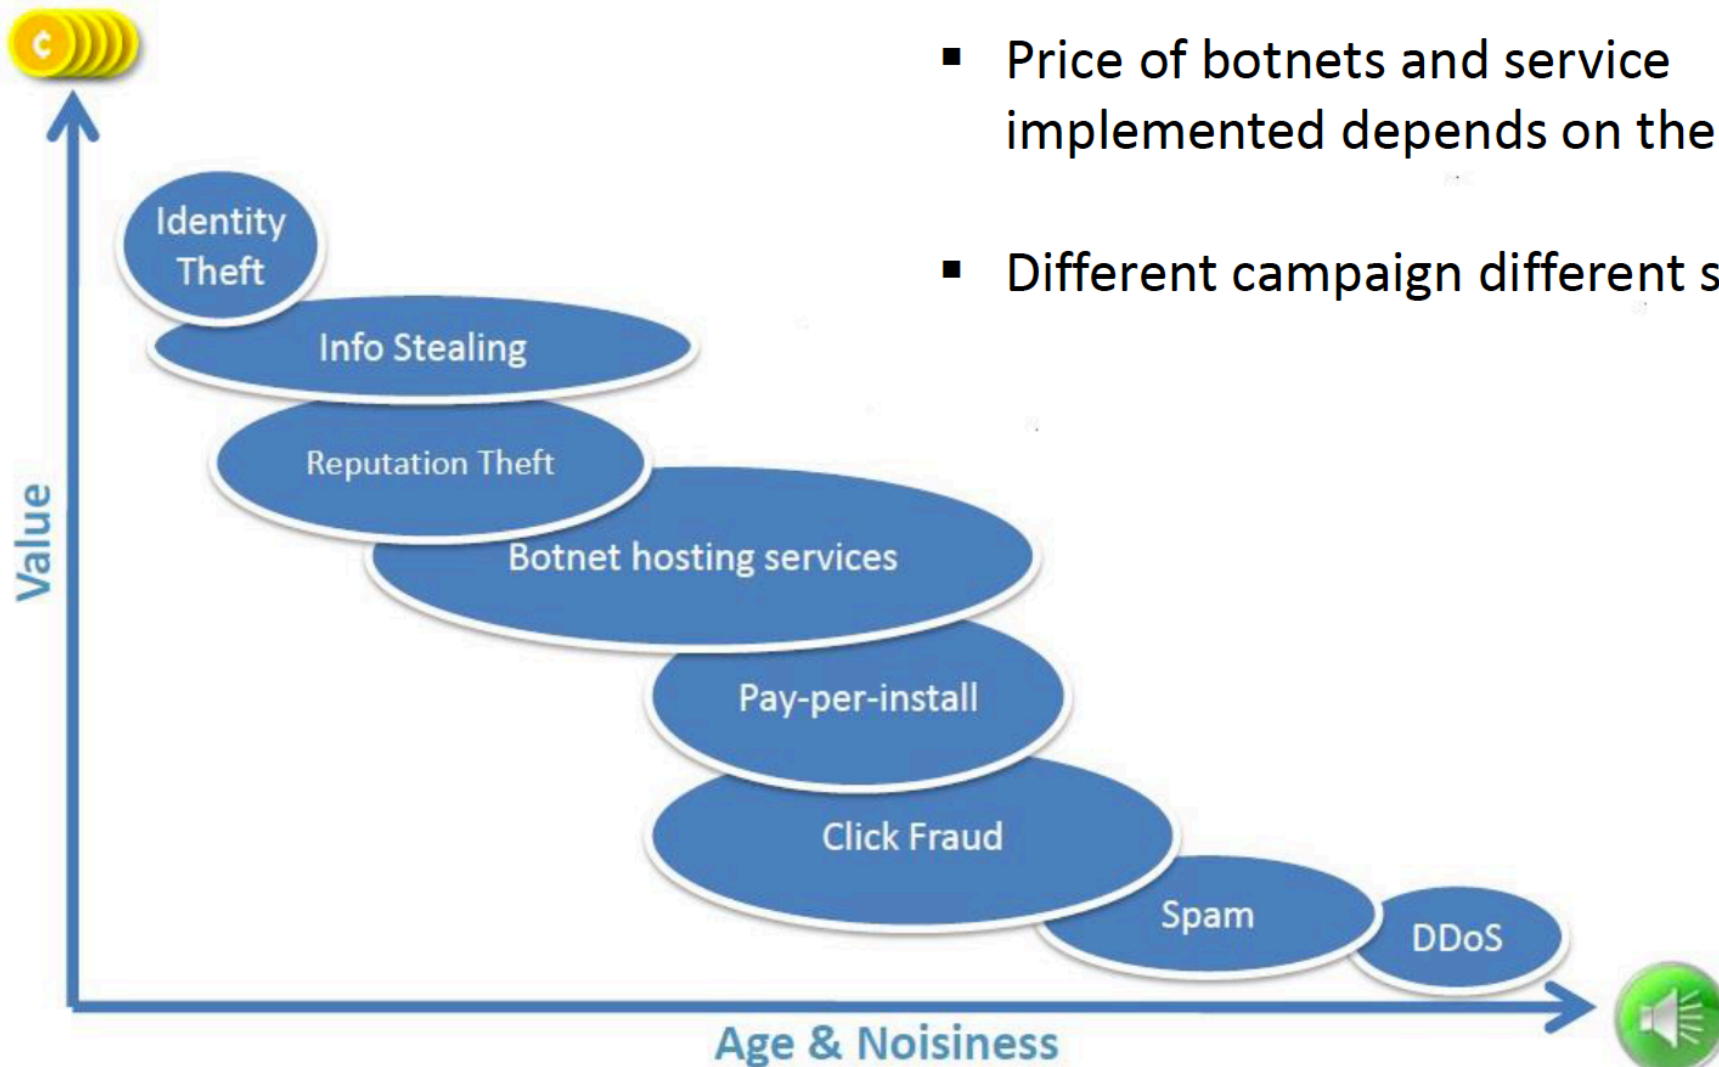 ¢
▪ Price of botnets and service
implemented depends on the
▪ Different campaign different s
Identity
Theft
Info Stealing
Reputation Theft
Botnet hosting services
Pay-per-install
Click Fraud
Spam
DDoS
Value
Age & Noisiness